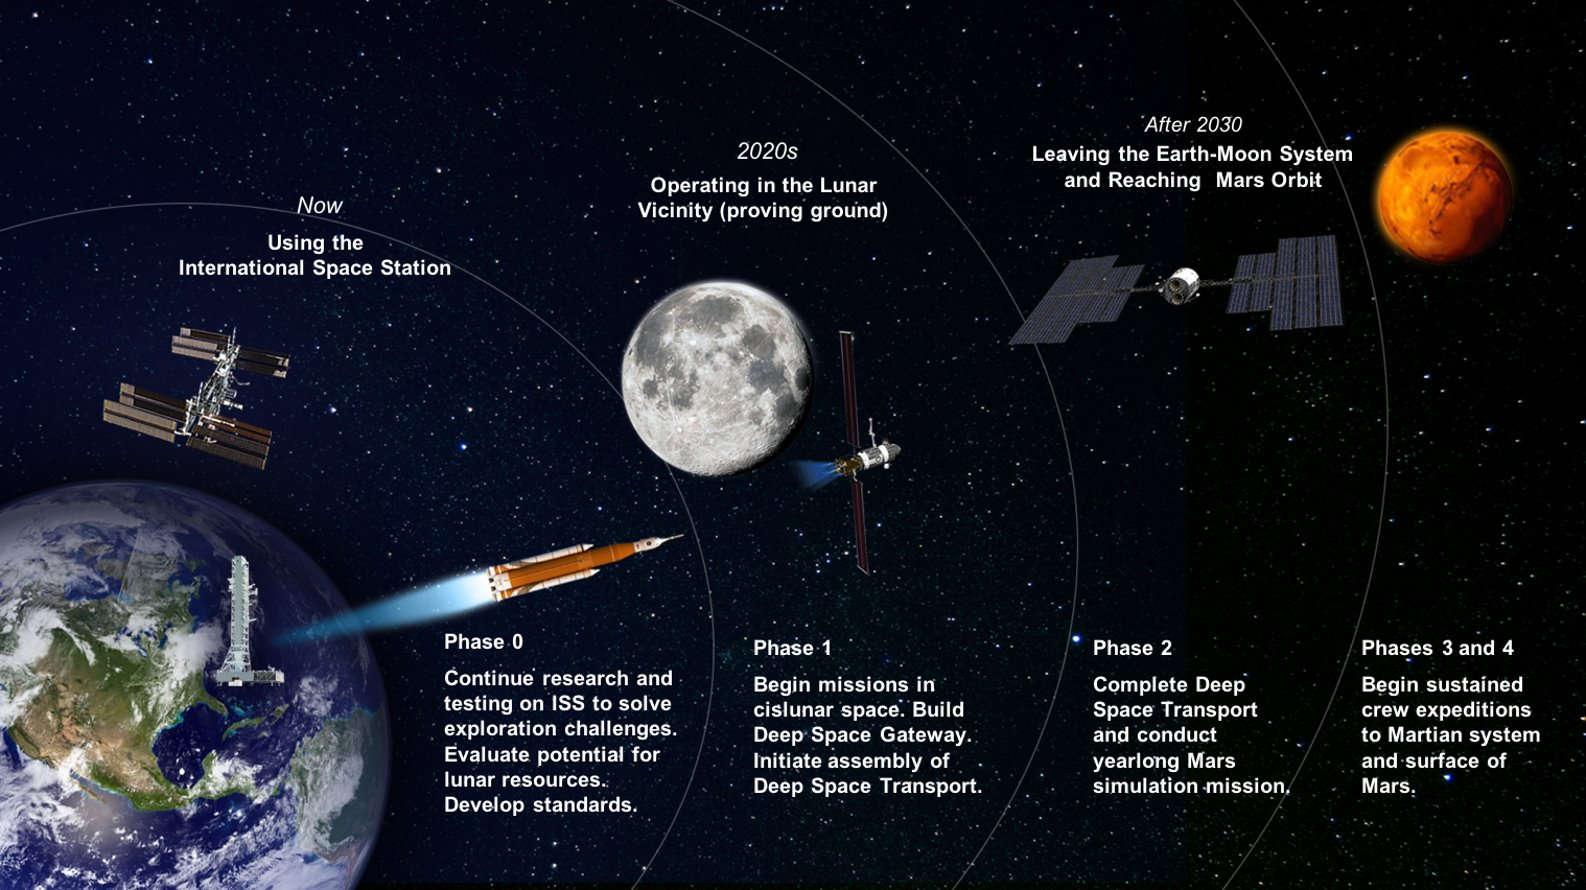 Now
Using the
International Space Station
2020s
Operating in the Lunar
Vicinity (proving ground)
After 2030
Leaving the Earth-Moon System
and Reaching Mars Orbit
Phase 0
Continue research and
testing on ISS to solve
exploration challenges.
Evaluate potential for
lunar resources.
Develop standards.
Phase 1
Begin missions in
cislunar space. Build
Deep Space Gateway.
Initiate assembly of
Deep Space Transport.
Phase 2
Complete Deep
Space Transport
and conduct
yearlong Mars
simulation mission.
Phases 3 and 4
Begin sustained
crew expeditions
to Martian system
and surface of
Mars.